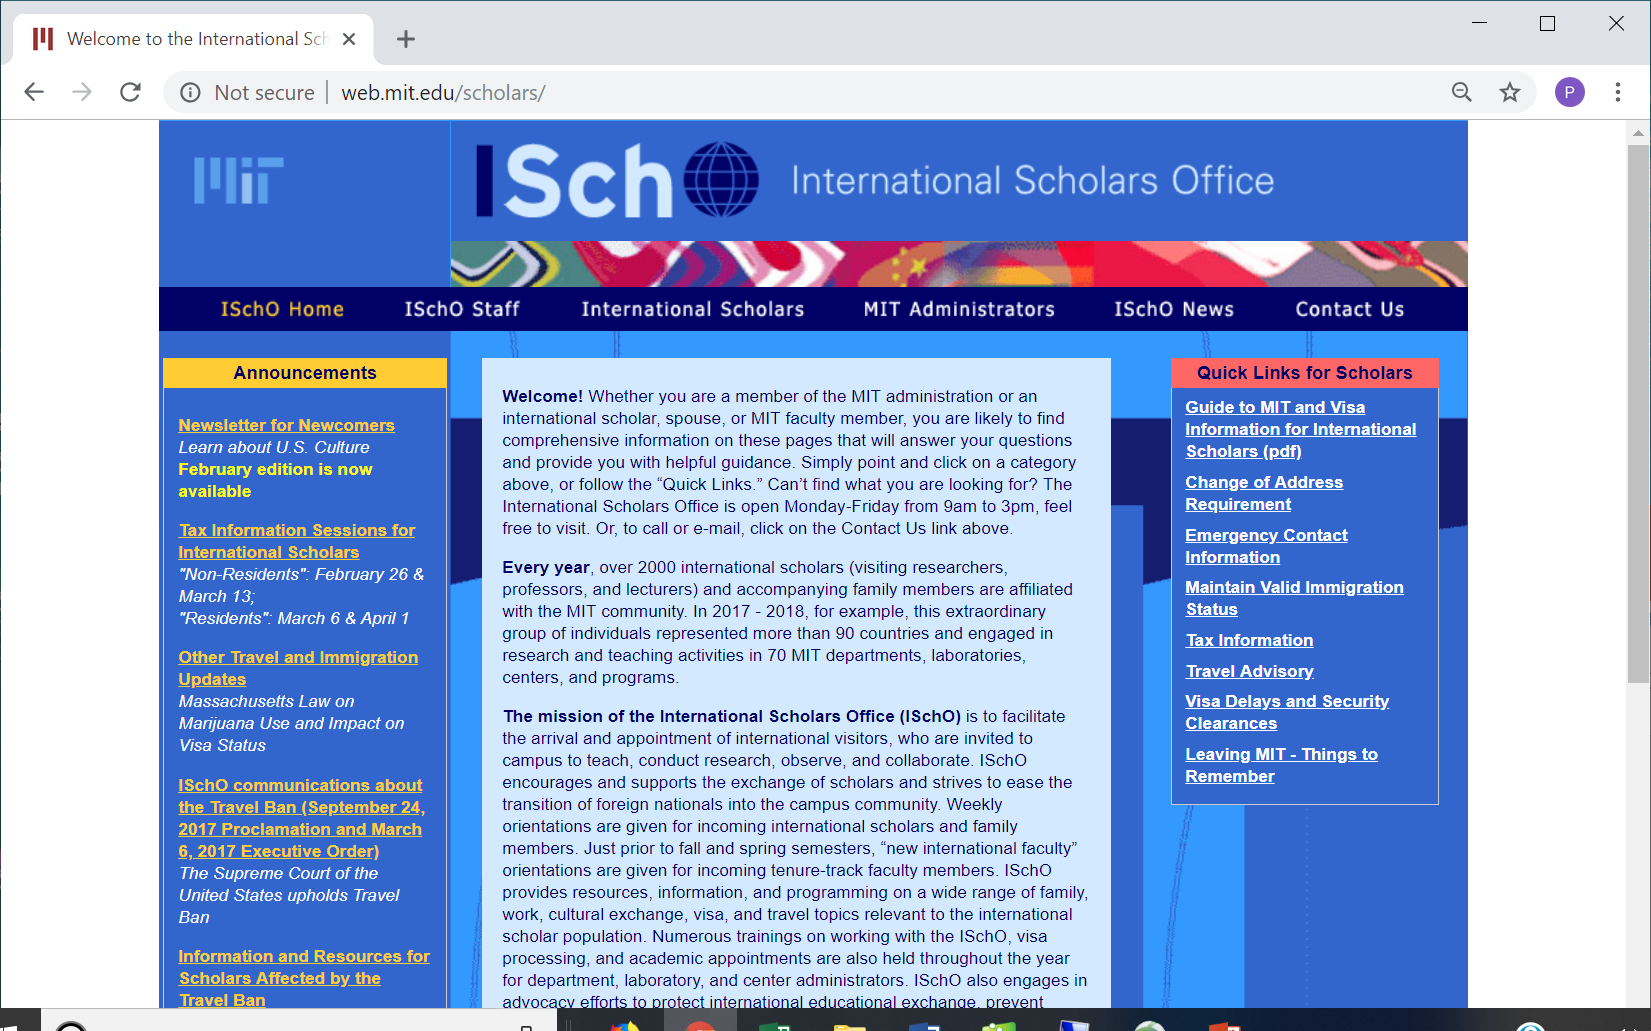 Welcome to the International Sch
Not secure
web.mit.edu/scholars/
P
MIT
ISchO
International Scholars Office
ISchO Home
ISchO Staff
International Scholars
MIT Administrators
ISchO News
Contact Us
Announcements
Newsletter for Newcomers
Learn about U.S. Culture
February edition is now
available
Tax Information Sessions for
International Scholars
"Non-Residents": February 26 &
March 13;
"Residents": March 6 & April 1
Other Travel and Immigration
Updates
Massachusetts Law on
Marijuana Use and Impact on
Visa Status
ISchO communications about
the Travel Ban (September 24,
2017 Proclamation and March
6, 2017 Executive Order)
The Supreme Court of the
United States upholds Travel
Ban
Information and Resources for
Scholars Affected by the
Travel Ban
Welcome! Whether you are a member of the MIT administration or an
international scholar, spouse, or MIT faculty member, you are likely to find
comprehensive information on these pages that will answer your questions
and provide you with helpful guidance. Simply point and click on a category
above, or follow the “Quick Links.” Can’t find what you are looking for? The
International Scholars Office is open Monday-Friday from 9am to 3pm, feel
free to visit. Or, to call or e-mail, click on the Contact Us link above.
Every year, over 2000 international scholars (visiting researchers,
professors, and lecturers) and accompanying family members are affiliated
with the MIT community. In 2017 - 2018, for example, this extraordinary
group of individuals represented more than 90 countries and engaged in
research and teaching activities in 70 MIT departments, laboratories,
centers, and programs.
The mission of the International Scholars Office (ISchO) is to facilitate
the arrival and appointment of international visitors, who are invited to
campus to teach, conduct research, observe, and collaborate. ISchO
encourages and supports the exchange of scholars and strives to ease the
transition of foreign nationals into the campus community. Weekly
orientations are given for incoming international scholars and family
members. Just prior to fall and spring semesters, “new international faculty”
orientations are given for incoming tenure-track faculty members. ISchO
provides resources, information, and programming on a wide range of family,
work, cultural exchange, visa, and travel topics relevant to the international
scholar population. Numerous trainings on working with the ISchO, visa
processing, and academic appointments are also held throughout the year
for department, laboratory, and center administrators. ISchO also engages in
advocacy efforts to protect international educational exchange, prevent
Quick Links for Scholars
Guide to MIT and Visa
Information for International
Scholars (pdf)
Change of Address
Requirement
Emergency Contact
Information
Maintain Valid Immigration
Status
Tax Information
Travel Advisory
Visa Delays and Security
Clearances
Leaving MIT - Things to
Remember